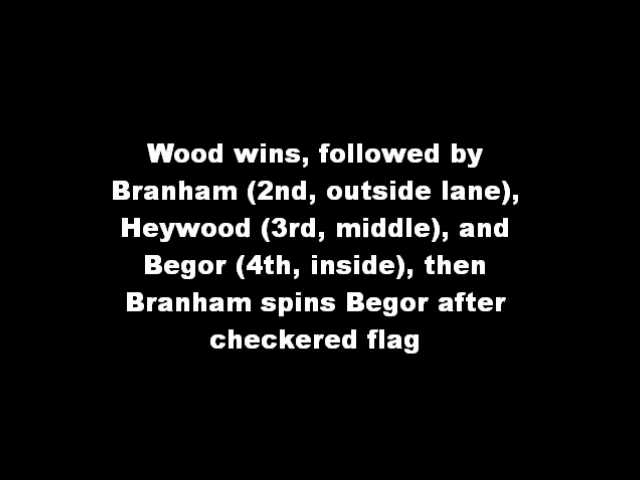 Wood wins, followed by
Branham (2nd, outside lane),
Heywood (3rd, middle), and
Begor (4th, inside), then
Branham spins Begor after
checkered flag